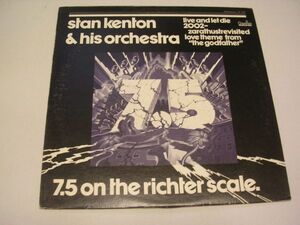 stan kenton
& his orchestra
live and let die
2002-
zarathustrevisited
love theme from
"the godfather"
7.5
7.5 on the richter scale.